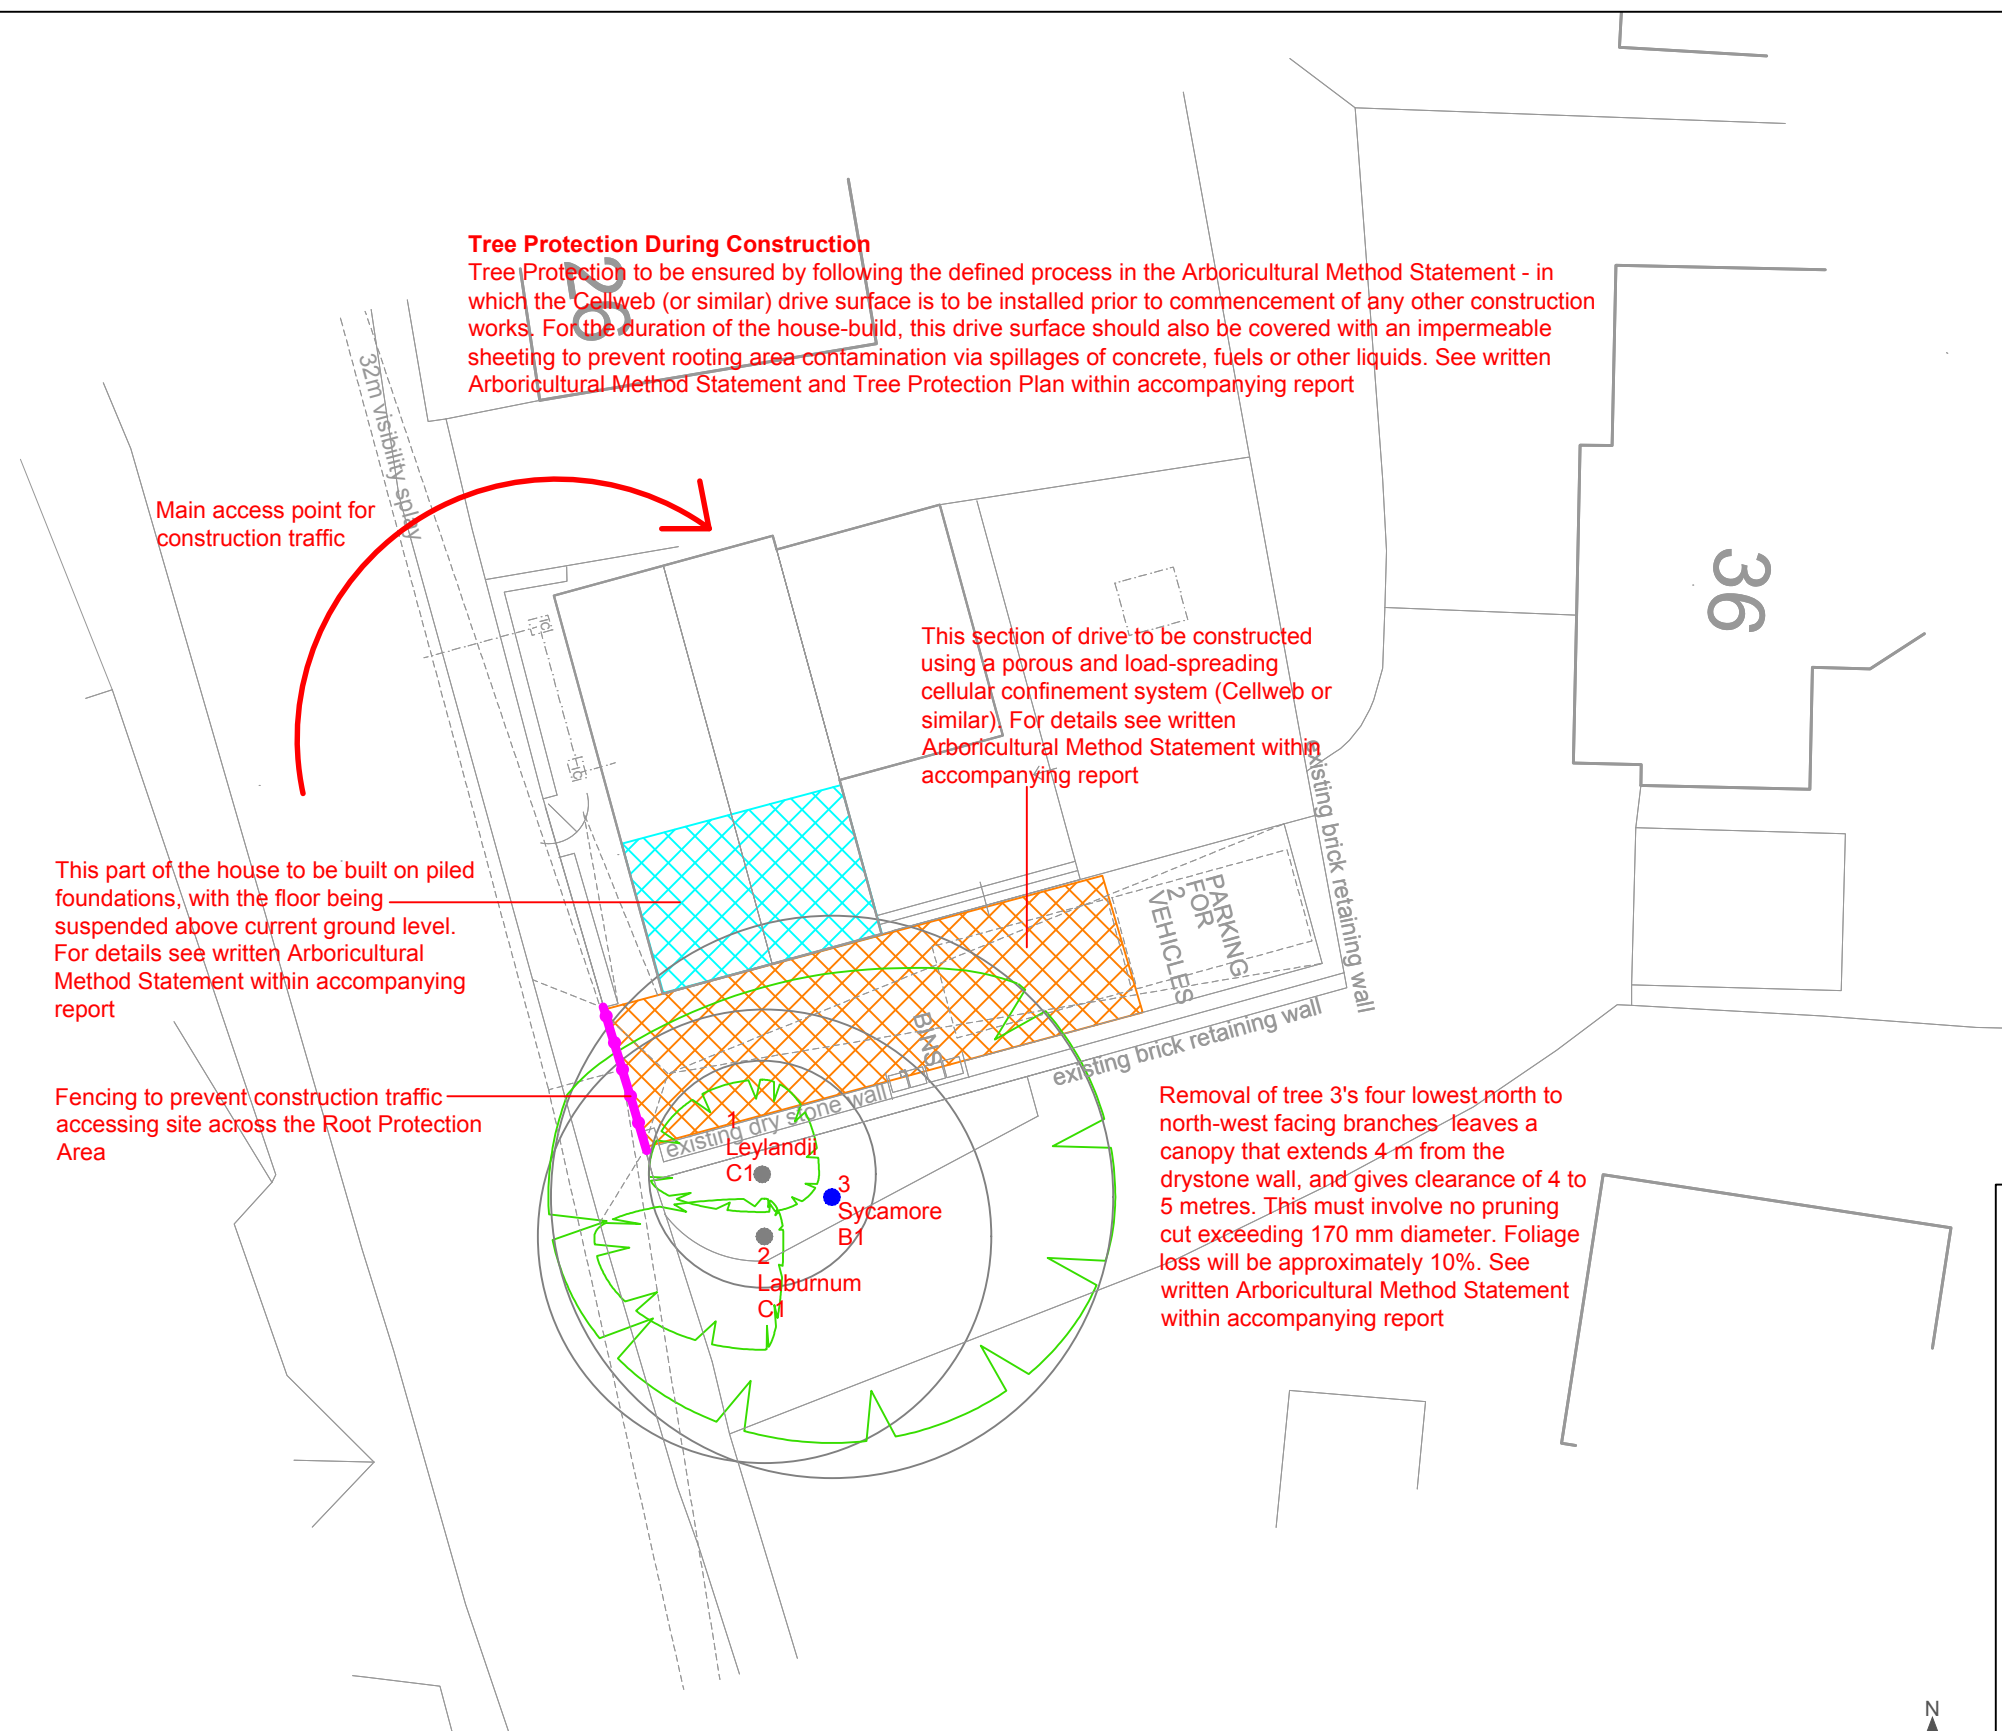 Tree Protection During Construction
Tree Protection to be ensured by following the defined process in the Arboricultural Method Statement - in
which the Cellweb (or similar) drive surface is to be installed prior to commencement of any other construction
works. For the duration of the house-build, this drive surface should also be covered with an impermeable
sheeting to prevent rooting area contamination via spillages of concrete, fuels or other liquids. See written
Arboricultural Method Statement and Tree Protection Plan within accompanying report
26
32m visibility splay
Main access point for
construction traffic
36
This section of drive to be constructed
using a porous and load-spreading
cellular confinement system (Cellweb or
similar). For details see written
Arboricultural Method Statement within
accompanying report
existing brick retaining wall
This part of the house to be built on piled
foundations, with the floor being
suspended above current ground level.
For details see written Arboricultural
Method Statement within accompanying
report
PARKING
FOR
2
VEHICLES
BINS
existing brick retaining wall
existing dry stone wall
Fencing to prevent construction traffic
accessing site across the Root Protection
Area
1
Leylandii
C1
3
Sycamore
B1
2
Laburnum
C1
Removal of tree 3's four lowest north to
north-west facing branches leaves a
canopy that extends 4 m from the
drystone wall, and gives clearance of 4 to
5 metres. This must involve no pruning
cut exceeding 170 mm diameter. Foliage
loss will be approximately 10%. See
written Arboricultural Method Statement
within accompanying report
N